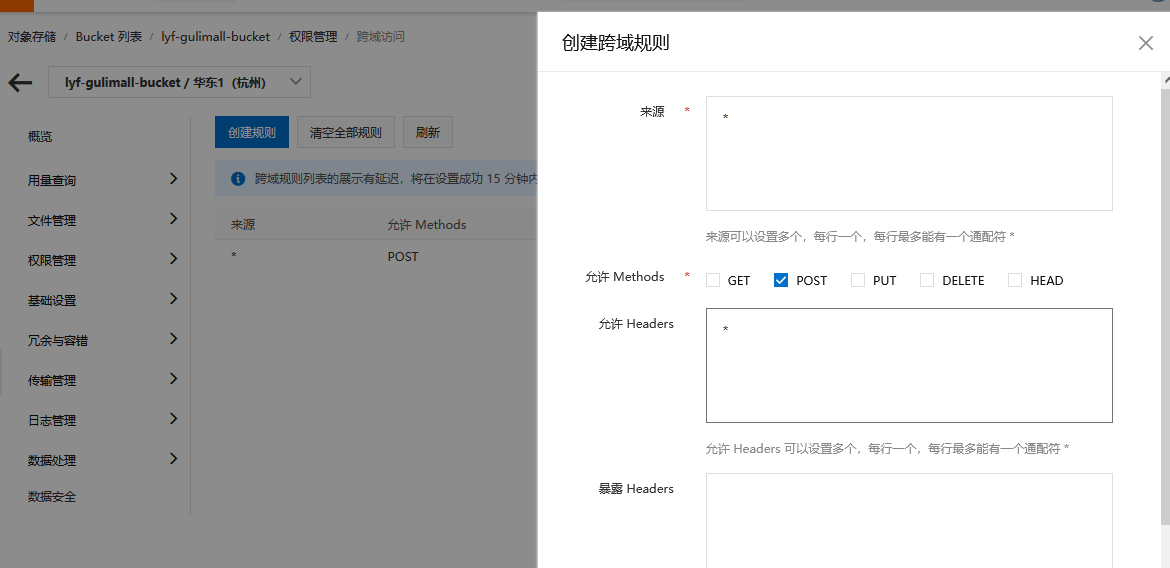 对象存储 / Bucket 列表 / lyf-gulimall-bucket / 权限管理 / 跨域访问
lyf-gulimall-bucket / 华东1（杭州）
概览
用量查询
文件管理
权限管理
基础设置
冗余与容错
传输管理
日志管理
数据处理
数据安全
创建规则 清空全部规则 刷新
跨域规则列表的展示有延迟，将在设置成功 15 分钟内
来源 允许 Methods
* POST
创建跨域规则
来源 *
*
来源可以设置多个，每行一个，每行最多能有一个通配符 *
允许 Methods * GET POST PUT DELETE HEAD
允许 Headers
*
允许 Headers 可以设置多个，每行一个，每行最多能有一个通配符 *
暴露 Headers